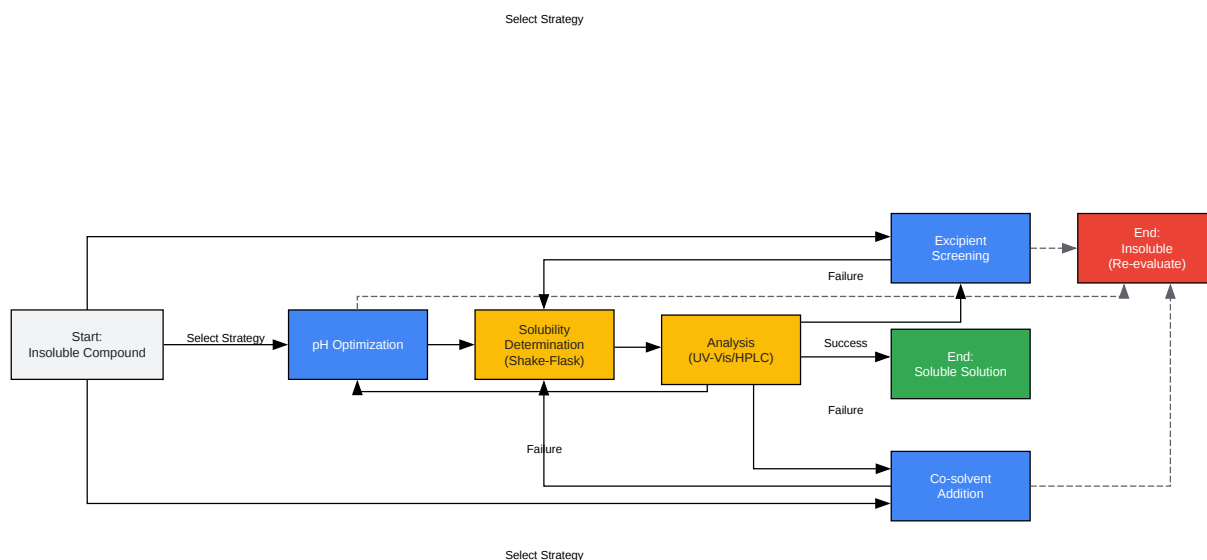 Select Strategy
Excipient
Screening
End:
Insoluble
(Re-evaluate)
Failure
Start:
Insoluble Compound
Select Strategy
pH Optimization
Solubility
Determination
(Shake-Flask)
Analysis
(UV-Vis/HPLC)
Success
End:
Soluble Solution
Failure
Failure
Co-solvent
Addition
Select Strategy